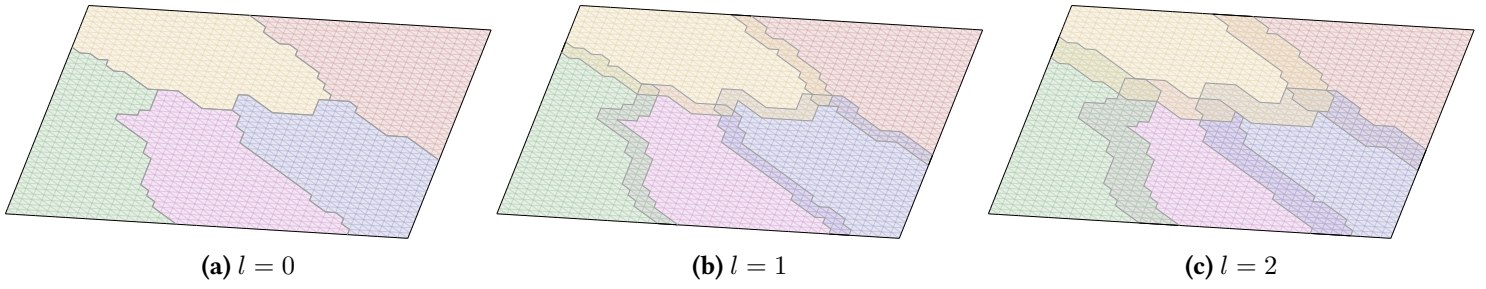 (a) l = 0
(b) l = 1
(c) l = 2